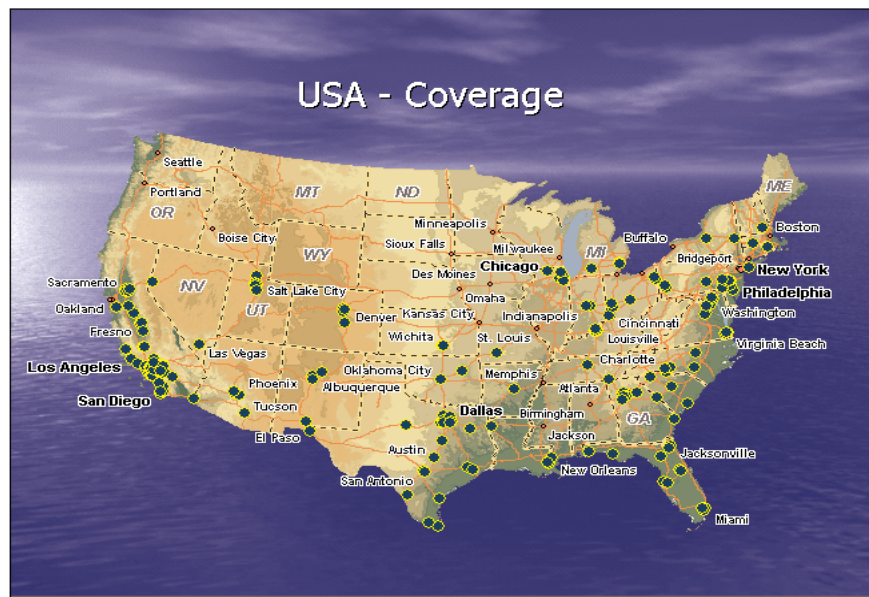 USA - Coverage
Seattle
Portland
OR
MT
ND
ME
Boise City
Minneapolis
WY
Sioux Falls
Milwaukee
MI
Buffalo
Boston
Bridgeport
Chicago
New York
Des Moines
Sacramento
NV
Salt Lake City
Omaha
Philadelphia
Oakland
UT
Denver
Kansas City
Indianapolis
Cincinnati
Washington
Fresno
Wichita
St. Louis
Louisville
Virginia Beach
Las Vegas
Los Angeles
Oklahoma City
Memphis
Charlotte
Phoenix
Albuquerque
Atlanta
San Diego
Tucson
Dallas
Birmingham
GA
El Paso
Jackson
Austin
Jacksonville
New Orleans
San Antonio
Miami